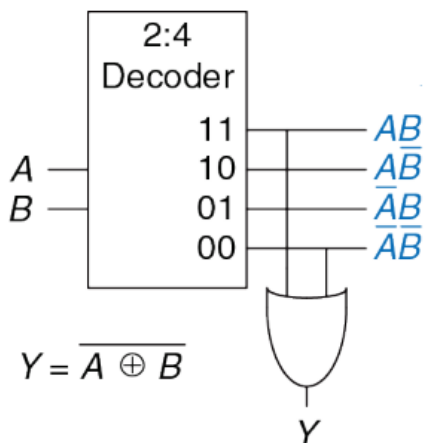 2:4
Decoder
11 AB
A 10 AB̅
B 01 A̅B
00 A̅B̅
Y = A̅ ̅⊕̅ ̅B̅
Y